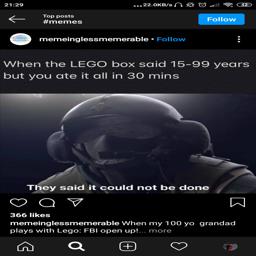 21:29
...22.0KB/s
Top posts
#memes
Follow
memeinglessmemerable • Follow
When the LEGO box said 15-99 years
but you ate it all in 30 mins
They said it could not be done
366 likes
memeinglessmemerable When my 100 yo grandad
plays with Lego: FBI open up!... more